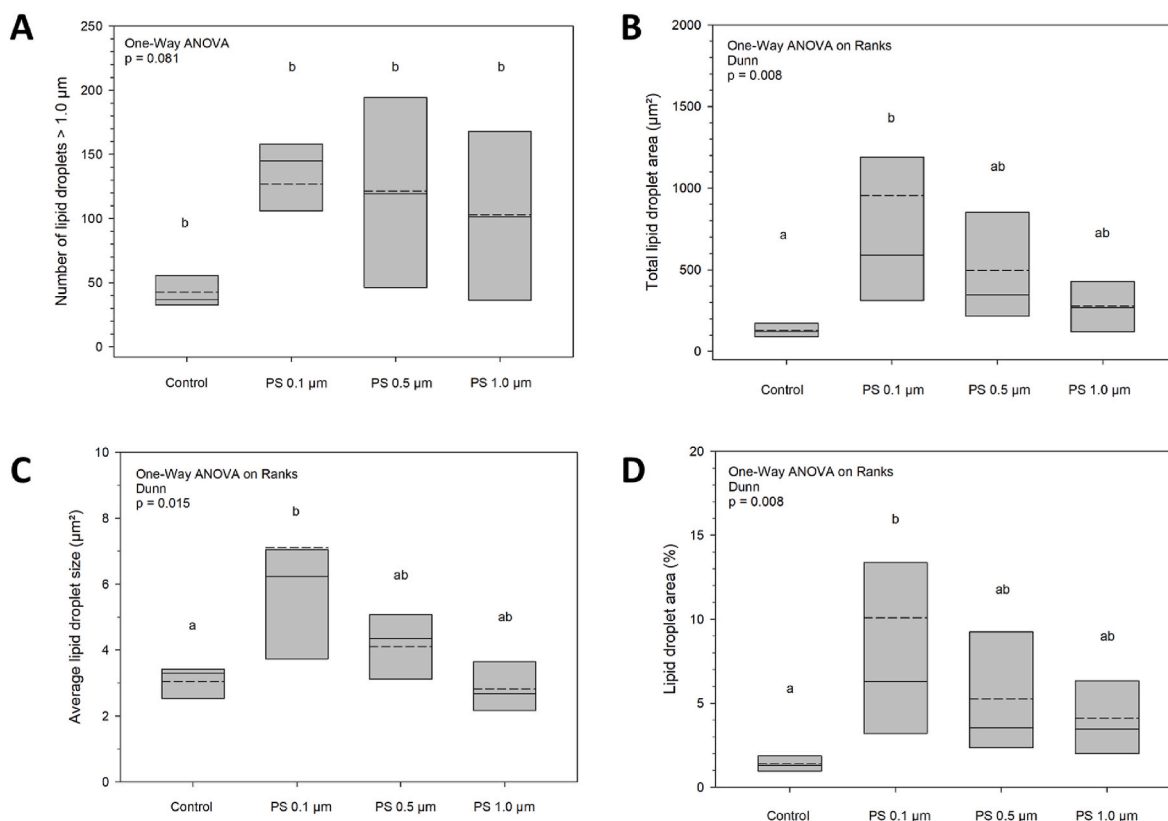 A
Number of lipid droplets > 1.0 µm
250
200
150
100
50
0
One-Way ANOVA
p = 0.081
b
b
b
b
Control
PS 0.1 µm
PS 0.5 µm
PS 1.0 µm
B
Total lipid droplet area (µm²)
2000
1500
1000
500
0
One-Way ANOVA on Ranks
Dunn
p = 0.008
a
b
ab
ab
Control
PS 0.1 µm
PS 0.5 µm
PS 1.0 µm
C
Average lipid droplet size (µm²)
10
8
6
4
2
0
One-Way ANOVA on Ranks
Dunn
p = 0.015
a
b
ab
ab
Control
PS 0.1 µm
PS 0.5 µm
PS 1.0 µm
D
Lipid droplet area (%)
20
15
10
5
0
One-Way ANOVA on Ranks
Dunn
p = 0.008
a
b
ab
ab
Control
PS 0.1 µm
PS 0.5 µm
PS 1.0 µm